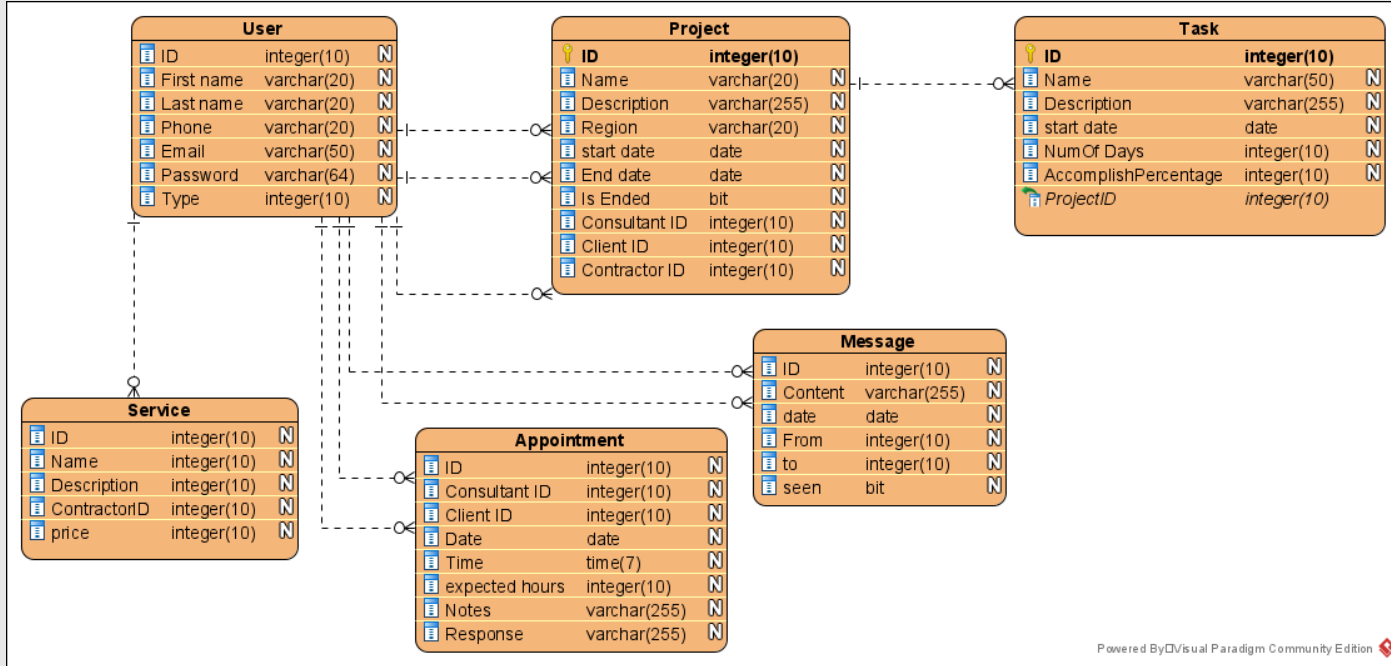 User
ID integer(10) N
First name varchar(20) N
Last name varchar(20) N
Phone varchar(20) N
Email varchar(50) N
Password varchar(64) N
Type integer(10) N
Project
ID integer(10)
Name varchar(20) N
Description varchar(255) N
Region varchar(20) N
start date date N
End date date N
Is Ended bit N
Consultant ID integer(10) N
Client ID integer(10) N
Contractor ID integer(10) N
Task
ID integer(10)
Name varchar(50) N
Description varchar(255) N
start date date N
NumOf Days integer(10) N
AccomplishPercentage integer(10) N
ProjectID integer(10)
Message
ID integer(10) N
Content varchar(255) N
date date N
From integer(10) N
to integer(10) N
seen bit N
Service
ID integer(10) N
Name integer(10) N
Description integer(10) N
ContractorID integer(10) N
price integer(10) N
Appointment
ID integer(10) N
Consultant ID integer(10) N
Client ID integer(10) N
Date date N
Time time(7) N
expected hours integer(10) N
Notes varchar(255) N
Response varchar(255) N
Powered By Visual Paradigm Community Edition